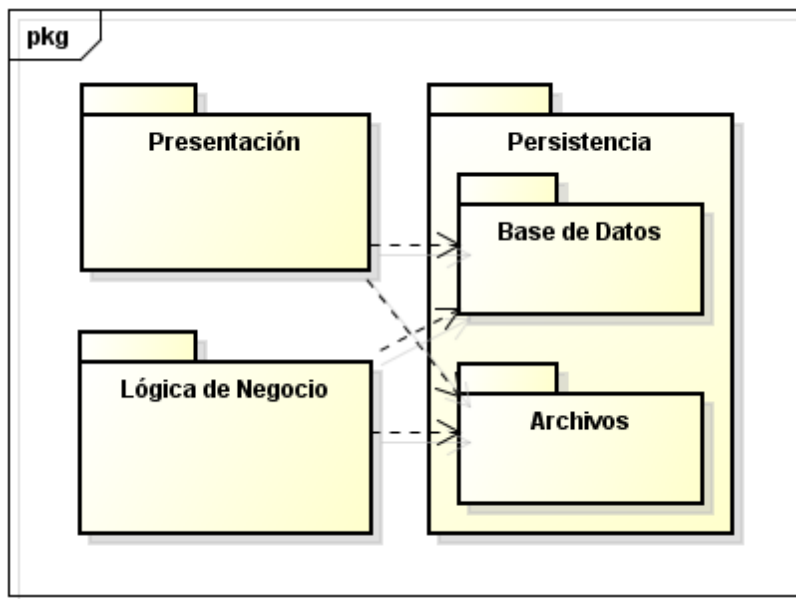 pkg
Presentación
Persistencia
Base de Datos
Lógica de Negocio
Archivos